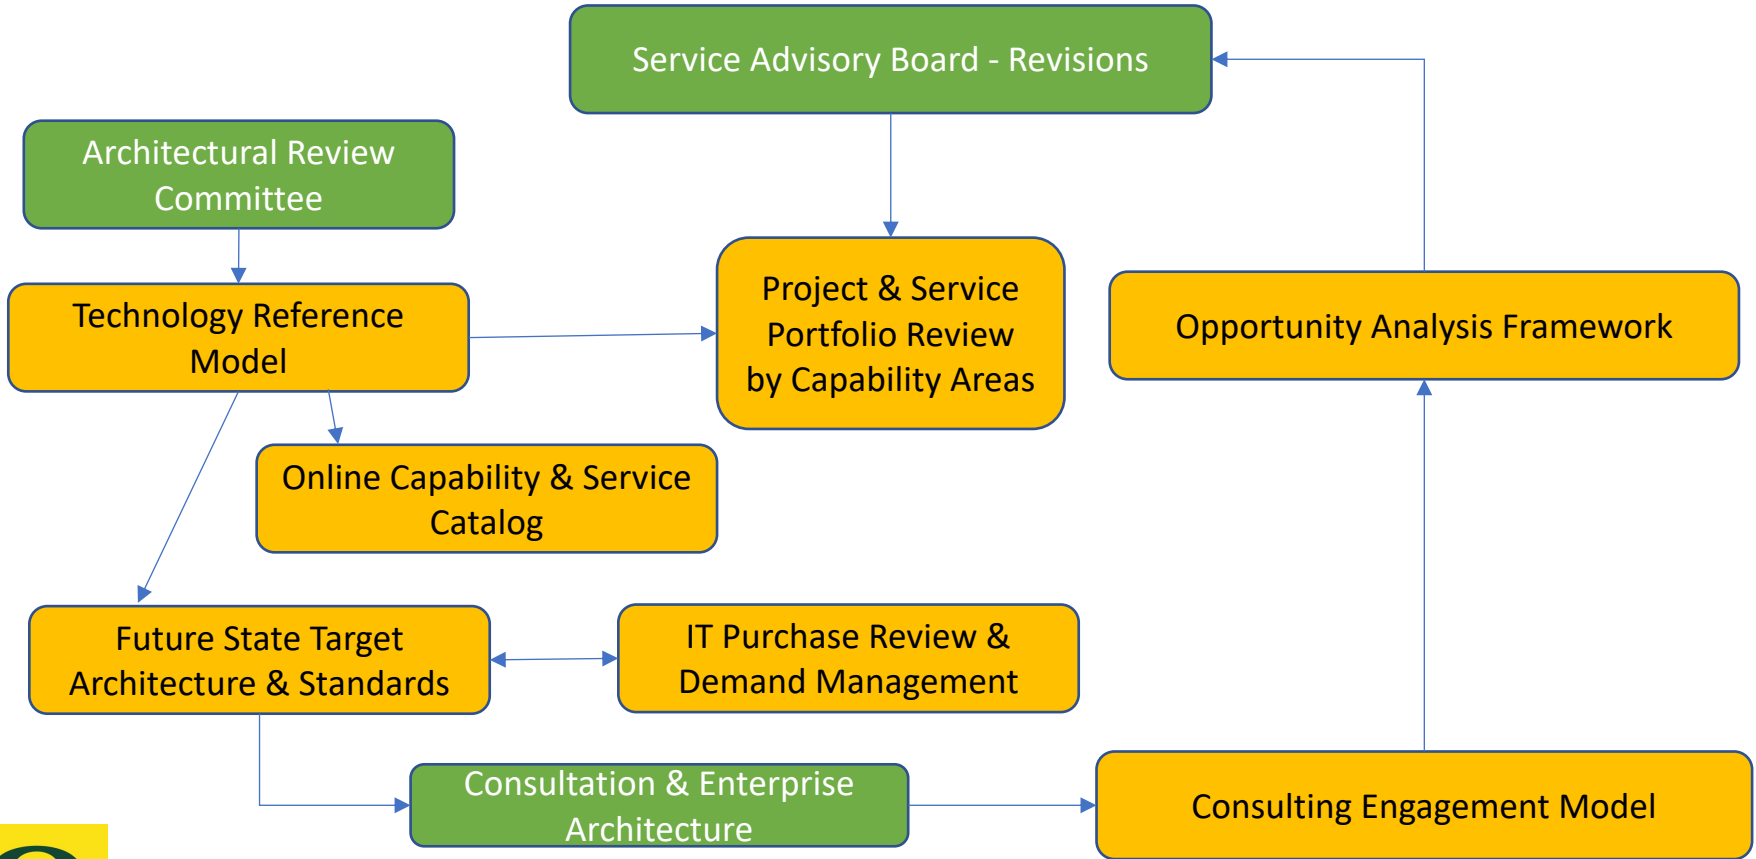 Service Advisory Board - Revisions
Architectural Review
Committee
Technology Reference
Model
Project & Service
Portfolio Review
by Capability Areas
Opportunity Analysis Framework
Online Capability & Service
Catalog
Future State Target
Architecture & Standards
IT Purchase Review &
Demand Management
Consultation & Enterprise
Architecture
Consulting Engagement Model